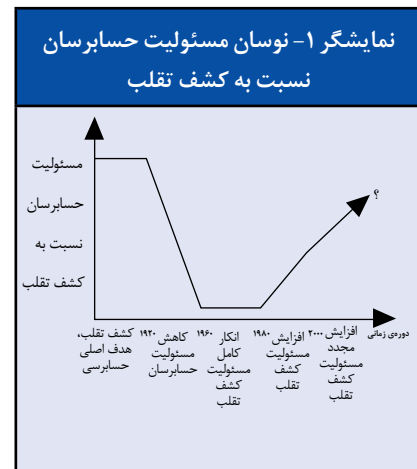 نمایشگر ۱- نوسان مسئولیت حسابرسان
نسبت به کشف تقلب
مسئولیت
حسابرسان
نسبت به
کشف تقلب
؟
کشف تقلب،
هدف اصلی
حسابرسی
۱۹۲۰
کاهش
مسئولیت
حسابرسان
۱۹۶۰
انکار
کامل
مسئولیت
کشف
تقلب
۱۹۸۰
افزایش
مسئولیت
کشف
تقلب
۲۰۰۰
افزایش
مجدد
مسئولیت
کشف
تقلب
دوره‌ی زمانی